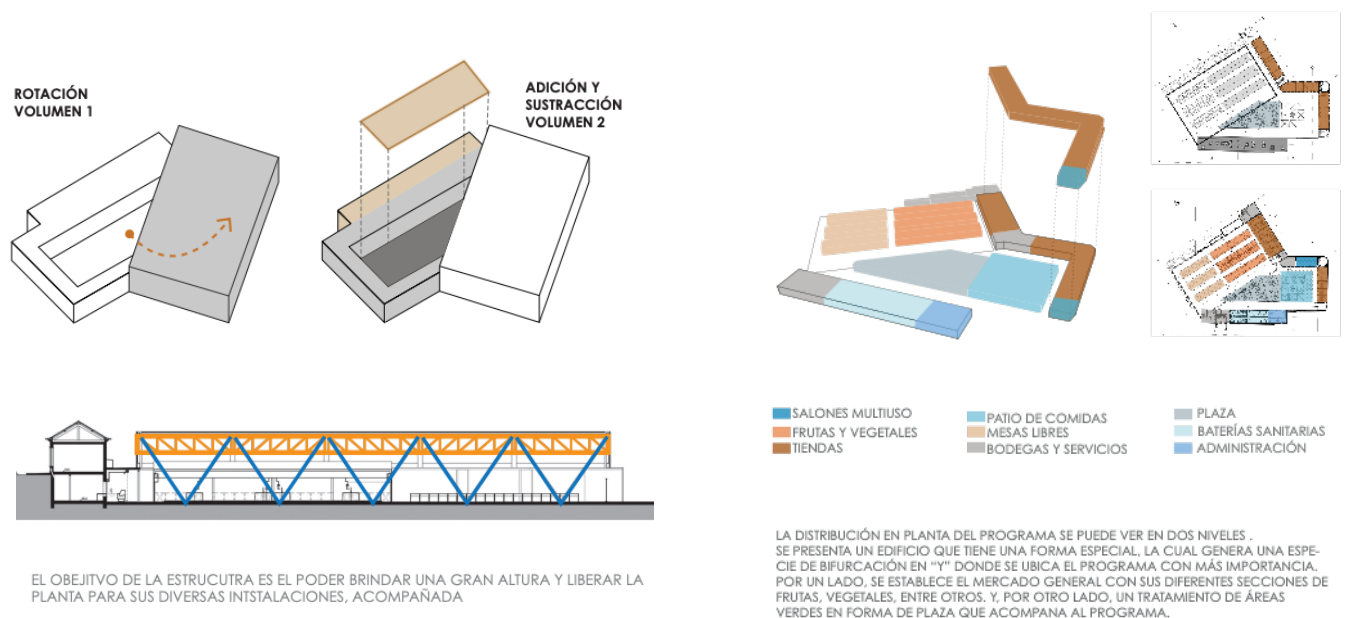 ROTACIÓN
VOLUMEN 1
ADICIÓN Y
SUSTRACCIÓN
VOLUMEN 2
EL OBEJITVO DE LA ESTRUCUTRA ES EL PODER BRINDAR UNA GRAN ALTURA Y LIBERAR LA
PLANTA PARA SUS DIVERSAS INTSTALACIONES, ACOMPAÑADA
SALONES MULTIUSO
FRUTAS Y VEGETALES
TIENDAS
PATIO DE COMIDAS
MESAS LIBRES
BODEGAS Y SERVICIOS
PLAZA
BATERÍAS SANITARIAS
ADMINISTRACIÓN
LA DISTRIBUCIÓN EN PLANTA DEL PROGRAMA SE PUEDE VER EN DOS NIVELES .
SE PRESENTA UN EDIFICIO QUE TIENE UNA FORMA ESPECIAL, LA CUAL GENERA UNA ESPE-
CIE DE BIFURCACIÓN EN “Y” DONDE SE UBICA EL PROGRAMA CON MÁS IMPORTANCIA.
POR UN LADO, SE ESTABLECE EL MERCADO GENERAL CON SUS DIFERENTES SECCIONES DE
FRUTAS, VEGETALES, ENTRE OTROS. Y, POR OTRO LADO, UN TRATAMIENTO DE ÁREAS
VERDES EN FORMA DE PLAZA QUE ACOMPANA AL PROGRAMA.